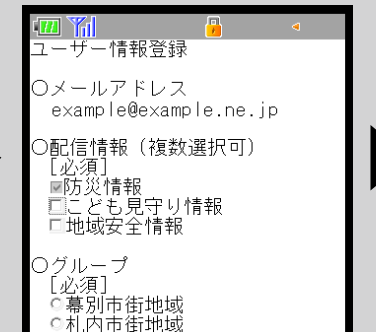 ユーザー情報登録
○メールアドレス
example@example.ne.jp
○配信情報（複数選択可）
[必須]
防災情報
こども見守り情報
地域安全情報
○グループ
[必須]
幕別市街地域
札内市街地域